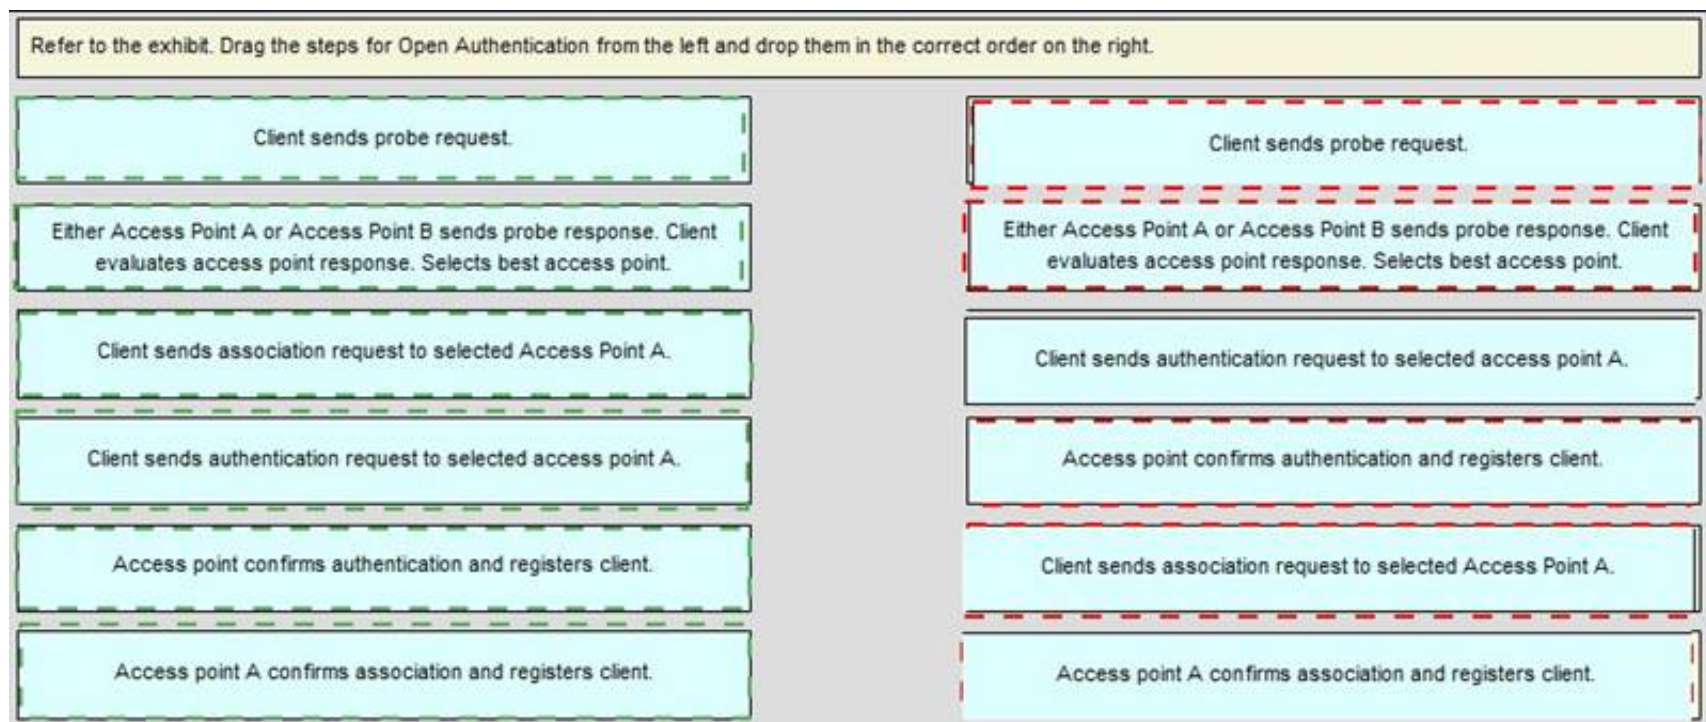 Refer to the exhibit. Drag the steps for Open Authentication from the left and drop them in the correct order on the right.
Client sends probe request.
Either Access Point A or Access Point B sends probe response. Client
evaluates access point response. Selects best access point.
Client sends association request to selected Access Point A.
Client sends authentication request to selected access point A.
Access point confirms authentication and registers client.
Access point A confirms association and registers client.
Client sends probe request.
Either Access Point A or Access Point B sends probe response. Client
evaluates access point response. Selects best access point.
Client sends authentication request to selected access point A.
Access point confirms authentication and registers client.
Client sends association request to selected Access Point A.
Access point A confirms association and registers client.